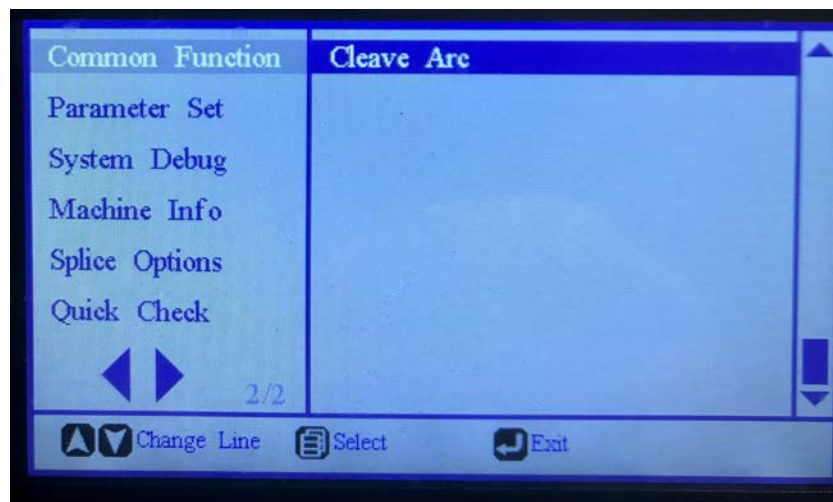 Common Function
Cleave Arc
Parameter Set
System Debug
Machine Info
Splice Options
Quick Check
2/2
Change Line Select Exit